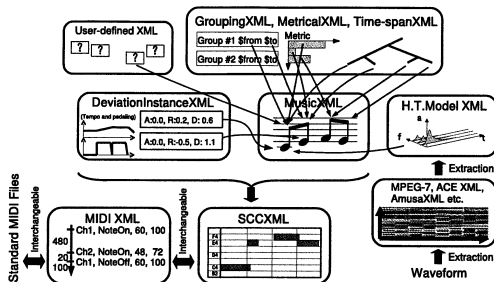 User-defined XML
? ? ? ?
GroupingXML, MetricalXML, Time-spanXML
Group #1 $from $to
Group #2 $from $to
Metric
DeviationInstanceXML
(Tempo and pedaling)
A:0.0, R:0.2, D: 0.6
A:0.0, R:-0.5, D: 1.1
MusicXML
H.T.Model XML
a
f
t
Extraction
MPEG-7, ACE XML,
AmusaXML etc.
Extraction
Waveform
Standard MIDI Files
Interchangeable
MIDI XML
Ch1, NoteOn, 60, 100
480
Ch2, NoteOn, 48, 72
20
Ch1, NoteOff, 60, 100
100
Interchangeable
SCCXML
F4
E4
B4
C4
B3